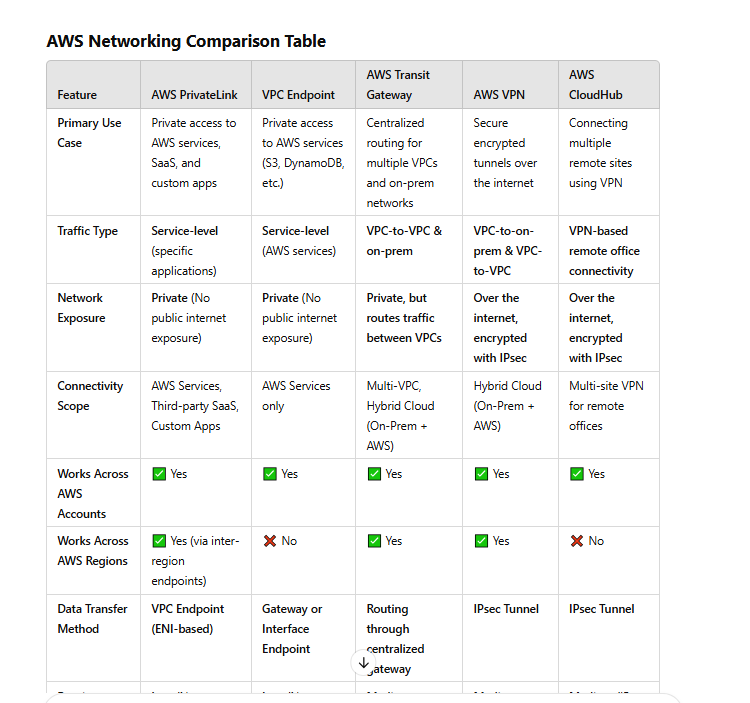 AWS Networking Comparison Table
Feature
AWS PrivateLink
VPC Endpoint
AWS Transit
Gateway
AWS VPN
AWS
CloudHub
Primary Use
Case
Private access to
AWS services,
SaaS, and
custom apps
Private access
to AWS services
(S3, DynamoDB,
etc.)
Centralized
routing for
multiple VPCs
and on-prem
networks
Secure
encrypted
tunnels over
the internet
Connecting
multiple
remote sites
using VPN
Traffic Type
Service-level
(specific
applications)
Service-level
(AWS services)
VPC-to-VPC &
on-prem
VPC-to-on-
prem & VPC-
to-VPC
VPN-based
remote office
connectivity
Network
Exposure
Private (No
public internet
exposure)
Private (No
public internet
exposure)
Private, but
routes traffic
between VPCs
Over the
internet,
encrypted
with IPsec
Over the
internet,
encrypted
with IPsec
Connectivity
Scope
AWS Services,
Third-party SaaS,
Custom Apps
AWS Services
only
Multi-VPC,
Hybrid Cloud
(On-Prem +
AWS)
Hybrid Cloud
(On-Prem +
AWS)
Multi-site VPN
for remote
offices
Works Across
AWS
Accounts
✅ Yes
✅ Yes
✅ Yes
✅ Yes
✅ Yes
Works Across
AWS Regions
✅ Yes (via inter-
region
endpoints)
❌ No
✅ Yes
✅ Yes
❌ No
Data Transfer
Method
VPC Endpoint
(ENI-based)
Gateway or
Interface
Endpoint
Routing
through
centralized
gateway
IPsec Tunnel
IPsec Tunnel